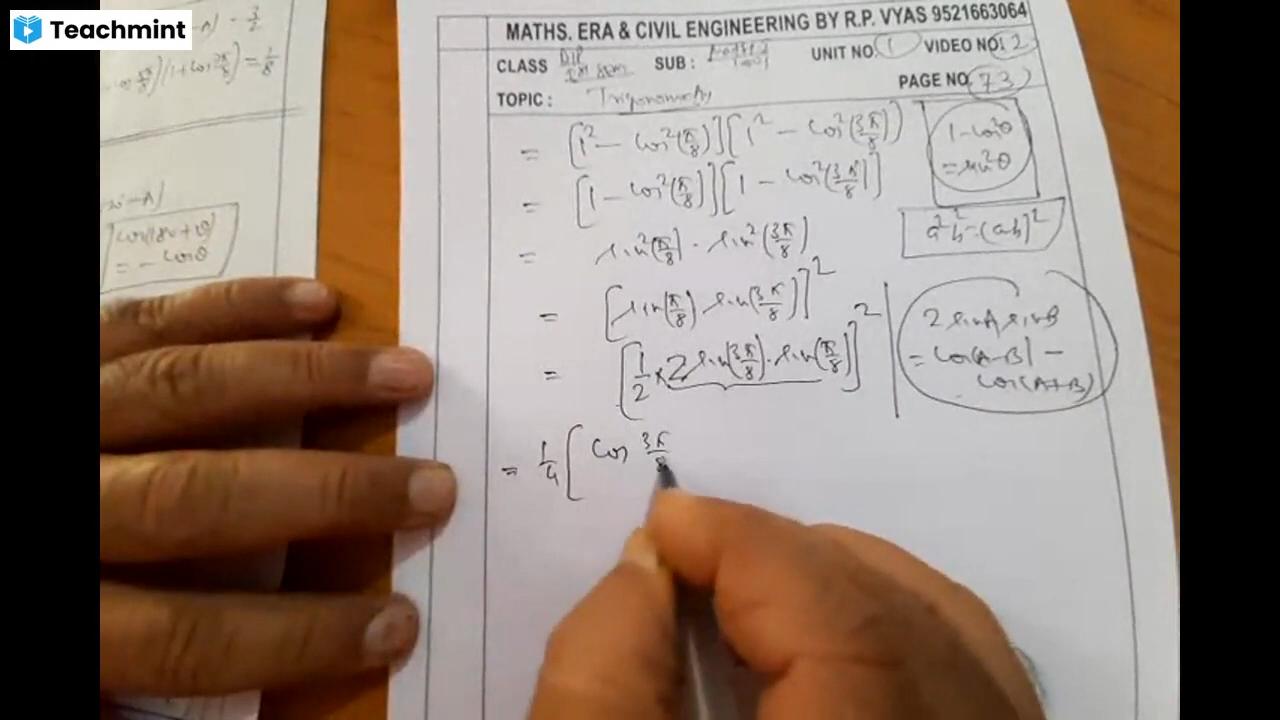 Teachmint
MATHS. ERA & CIVIL ENGINEERING BY R.P. VYAS 9521663064
CLASS SUB : UNIT NO. 1 VIDEO NO. 12
TOPIC : Trigonometry PAGE NO. 73
= [1² - cos²(π/8)][1² - cos²(3π/8)]
= [1 - cos²(π/8)][1 - cos²(3π/8)]
= sin²(π/8) · sin²(3π/8)
= [sin(π/8) sin(3π/8)]²
= [1/2 × 2 sin(3π/8) · sin(π/8)]²
= 1/4 [ cos 3π/8
1-cos²θ
= sin²θ
a²b² = (ab)²
2 sinA sinB
= cos(A-B) -
cos(A+B)
= 1/8
= - cosθ